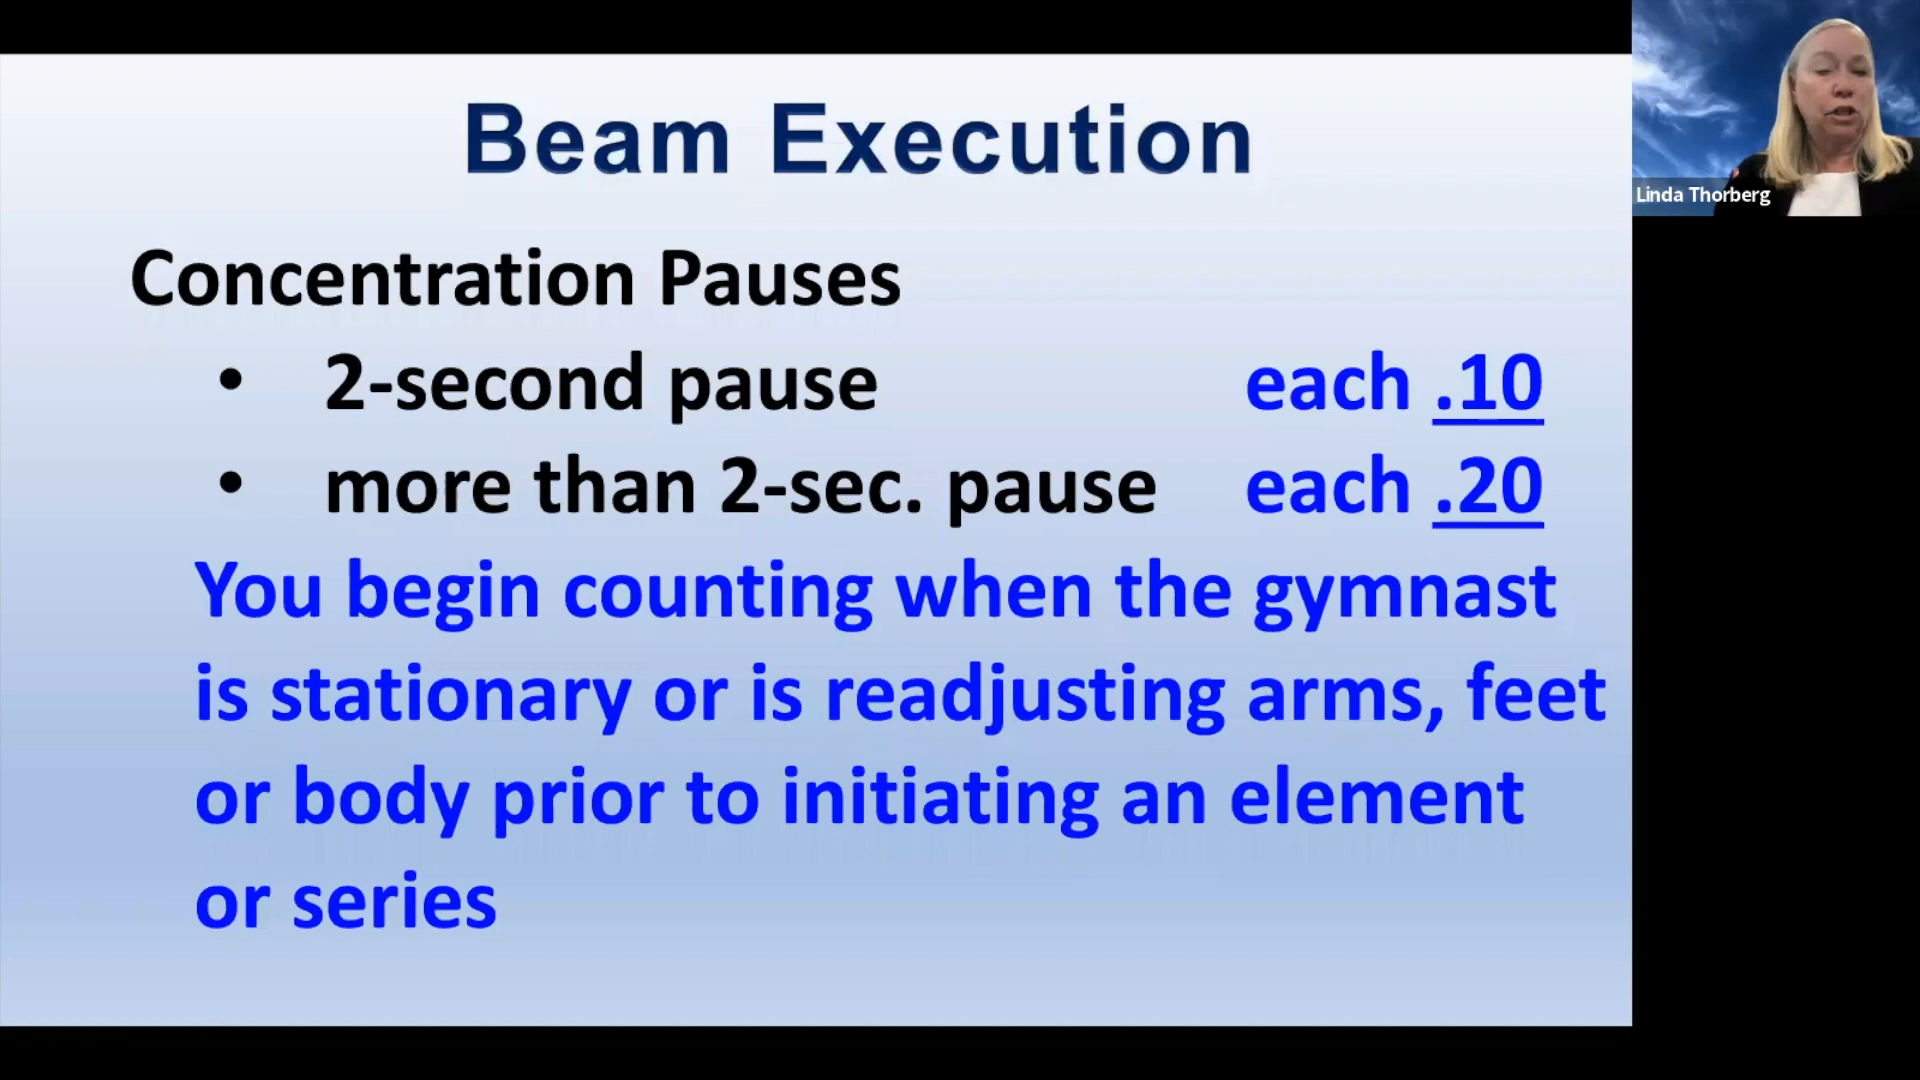 Beam Execution
Concentration Pauses
• 2-second pause each .10
• more than 2-sec. pause each .20
You begin counting when the gymnast
is stationary or is readjusting arms, feet
or body prior to initiating an element
or series
Linda Thorberg